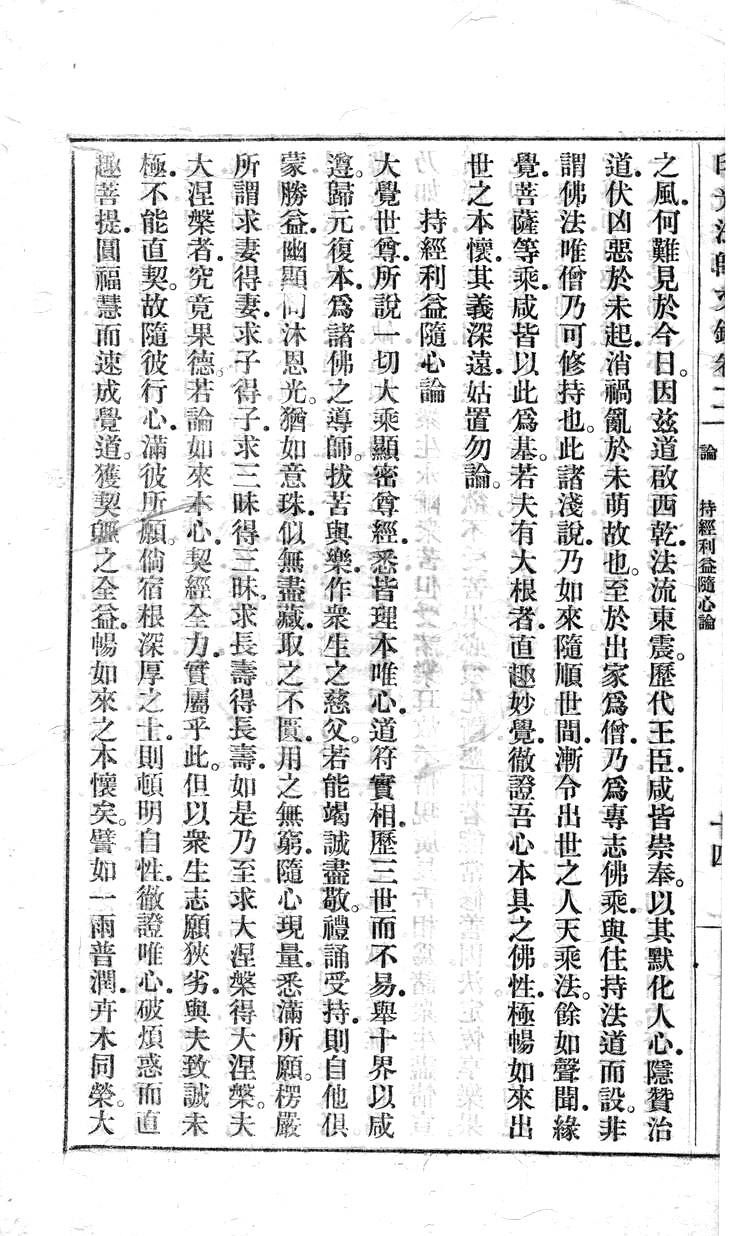 印光法師文鈔卷二　論　持經利益隨心論　十四
之風。何難見於今日。因茲道啟西乾。法流東震。歷代王臣。咸皆崇奉。以其默化人心。隱贊治
道。伏凶惡於未起。消禍亂於未萌故也。至於出家為僧。乃為專志佛乘。與住持法道而設。非
謂佛法唯僧乃可修持也。此諸淺說。乃如來隨順世間。漸令出世之人天乘法。餘如聲聞緣
覺菩薩等乘。咸皆以此為基。若夫有大根者。直趣妙覺。徹證吾心本具之佛性。極暢如來出
世之本懷。其義深遠。姑置勿論。
持經利益隨心論
大覺世尊。所說一切大乘顯密尊經。悉皆理本唯心。道符實相。歷三世而不易。舉十界以咸
遵。歸元復本。為諸佛之導師。拔苦與樂。作眾生之慈父。若能竭誠盡敬。禮誦受持。則自他俱
蒙勝益。幽顯同沐恩光。猶如意珠。似無盡藏。取之不匱。用之無窮。隨心現量。悉滿所願。楞嚴
所謂求妻得妻。求子得子。求三昧得三昧。求長壽得長壽。如是乃至求大涅槃得大涅槃。夫
大涅槃者。究竟果德。若論如來本心。契經全力。實屬乎此。但以眾生志願狹劣。與夫致誠未
極。不能直契。故隨彼行心。滿彼所願。倘宿根深厚之士。則頓明自性。徹證唯心。破煩惑而直
趣菩提。圓福慧而速成覺道。獲契經之全益。暢如來之本懷矣。譬如一雨普潤。卉木同榮。大